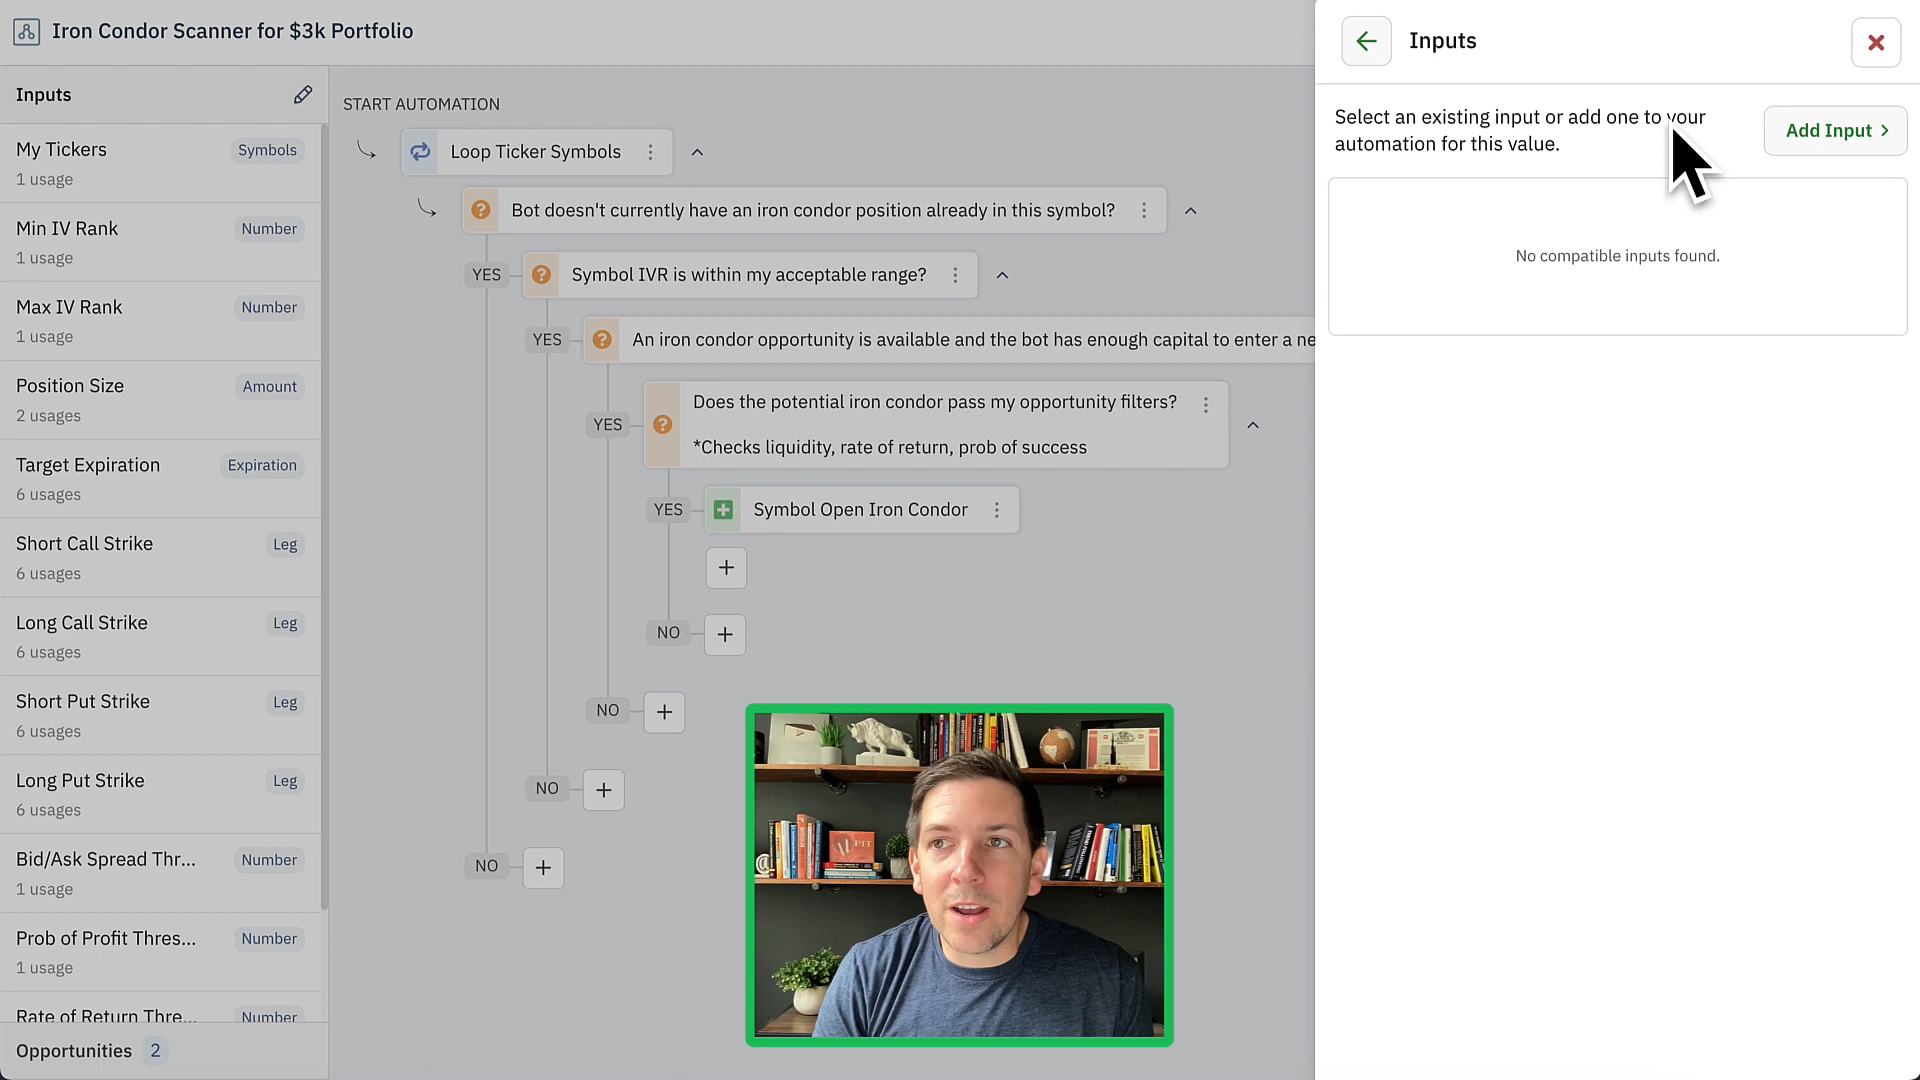 Iron Condor Scanner for $3k Portfolio
Inputs
My Tickers
Symbols
1 usage
Min IV Rank
Number
1 usage
Max IV Rank
Number
1 usage
Position Size
Amount
2 usages
Target Expiration
Expiration
6 usages
Short Call Strike
Leg
6 usages
Long Call Strike
Leg
6 usages
Short Put Strike
Leg
6 usages
Long Put Strike
Leg
6 usages
Bid/Ask Spread Thr...
Number
1 usage
Prob of Profit Thres...
Number
1 usage
Rate of Return Thre...
Number
Opportunities 2
START AUTOMATION
Loop Ticker Symbols
Bot doesn't currently have an iron condor position already in this symbol?
YES
Symbol IVR is within my acceptable range?
YES
An iron condor opportunity is available and the bot has enough capital to enter a ne
YES
Does the potential iron condor pass my opportunity filters?
*Checks liquidity, rate of return, prob of success
YES
Symbol Open Iron Condor
NO
NO
NO
NO
PIT
Inputs
Select an existing input or add one to your
automation for this value.
Add Input
No compatible inputs found.